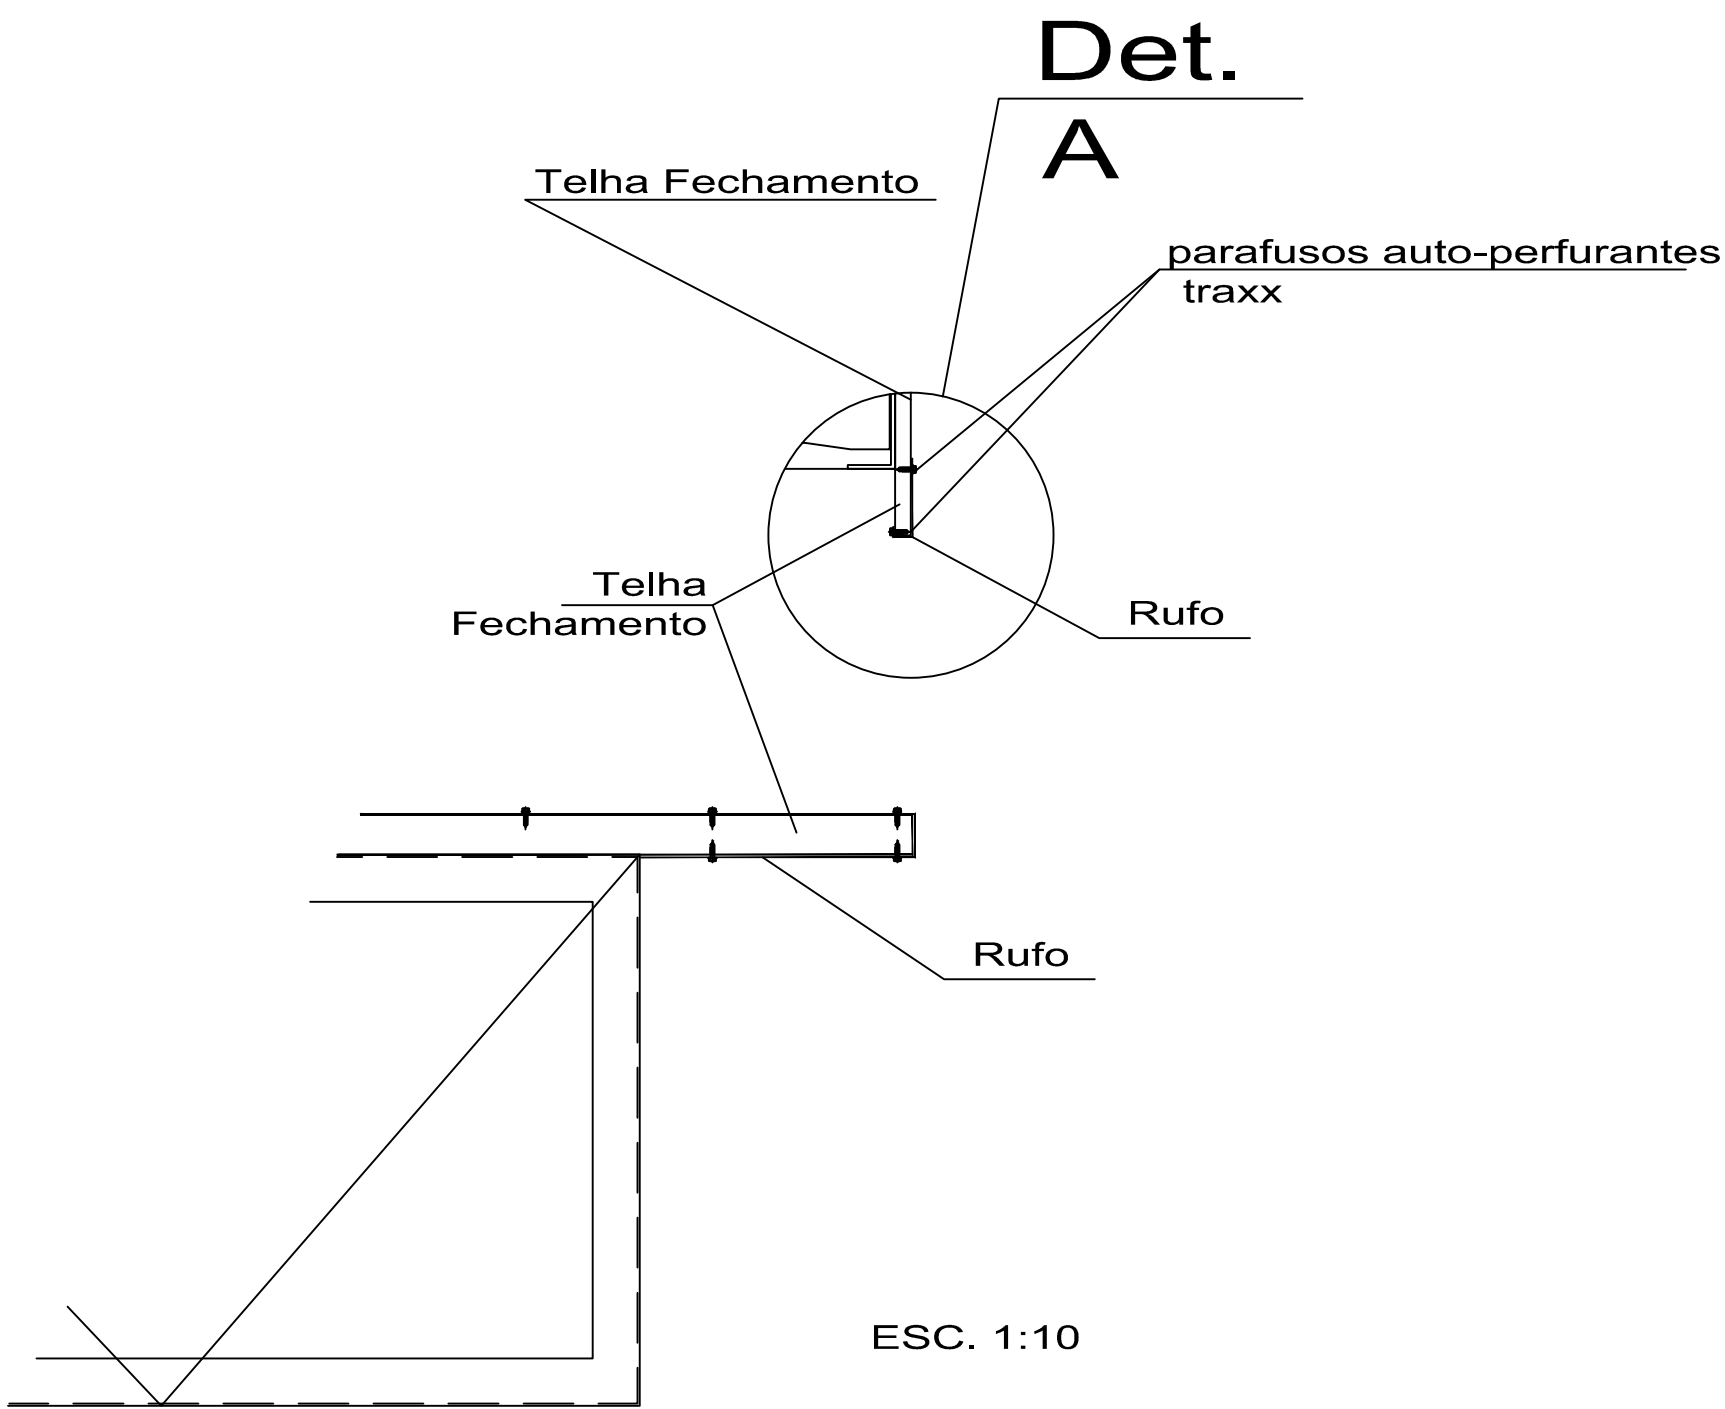 Det.
A
Telha Fechamento
parafusos auto-perfurantes
traxx
Telha
Fechamento
Rufo
Rufo
ESC. 1:10